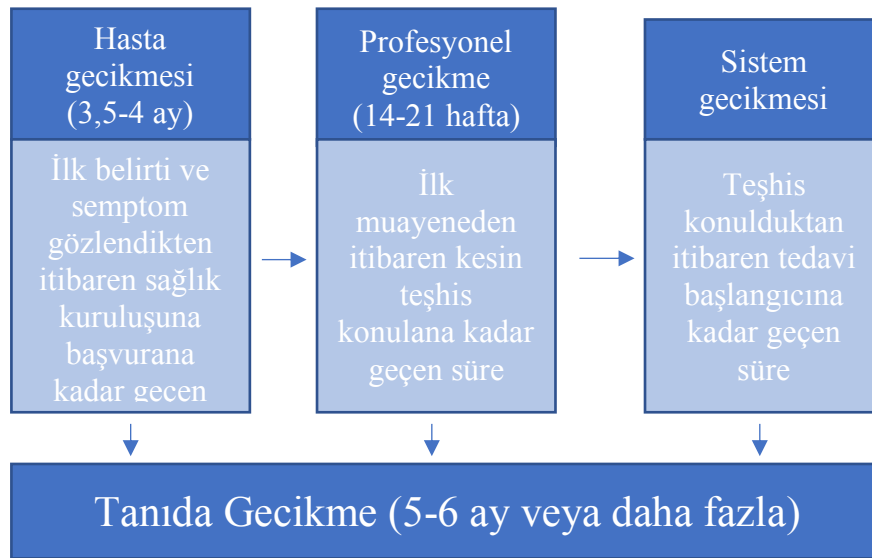 Hasta
gecikmesi
(3,5-4 ay)
İlk belirti ve
semptom
gözlendikten
itibaren sağlık
kuruluşuna
başvurana
kadar geçen
Profesyonel
gecikme
(14-21 hafta)
İlk
muayeneden
itibaren kesin
teşhis
konulana kadar
geçen süre
Sistem
gecikmesi
Teşhis
konulduktan
itibaren tedavi
başlangıcına
kadar geçen
süre
Tanıda Gecikme (5-6 ay veya daha fazla)